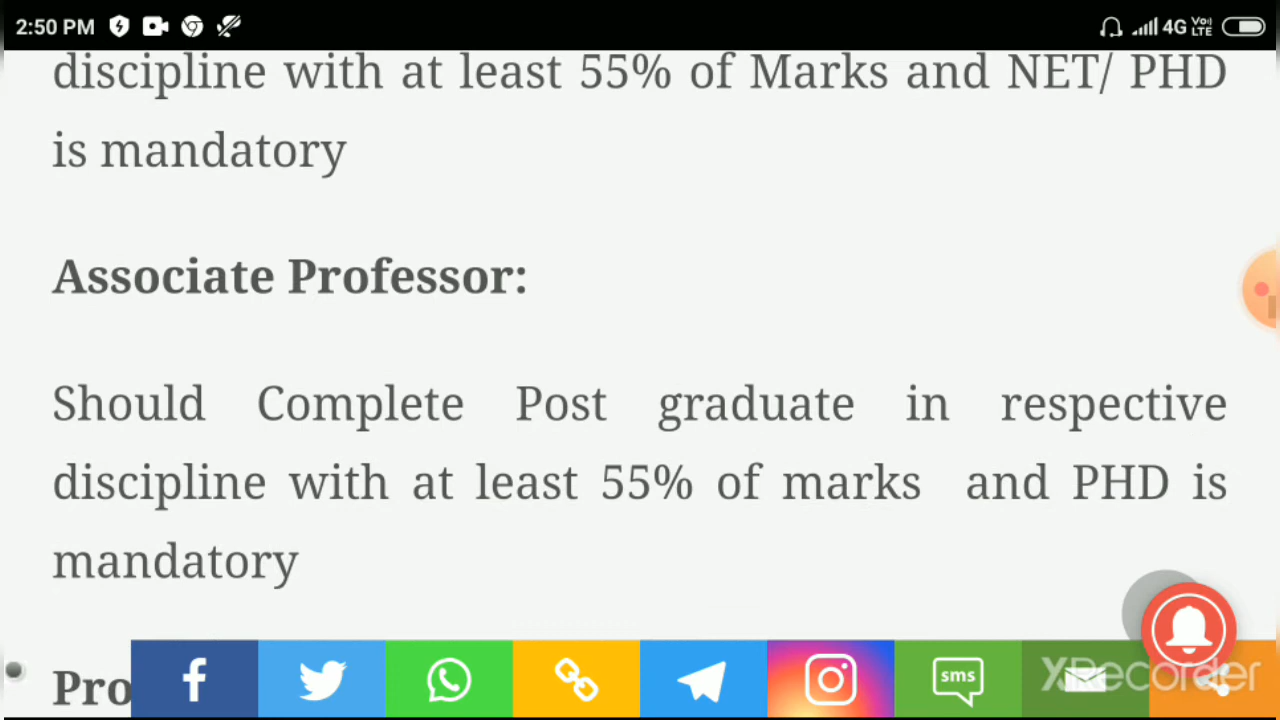 2:50 PM 4G Vo) LTE
discipline with at least 55% of Marks and NET/ PHD
is mandatory
Associate Professor:
Should Complete Post graduate in respective
discipline with at least 55% of marks and PHD is
mandatory
Pro
sms
XRecorder